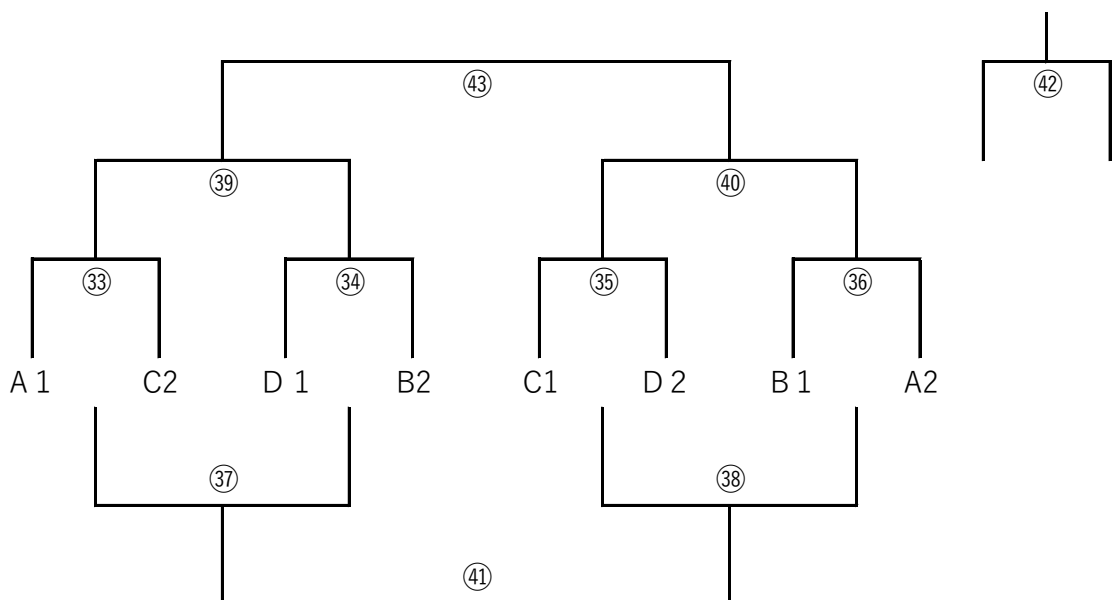 ㊸ ㊷
㊴ ㊵
㉝ ㉞ ㉟ ㊱
A 1 C2 D 1 B2 C1 D 2 B 1 A2
㊲ ㊳
㊶